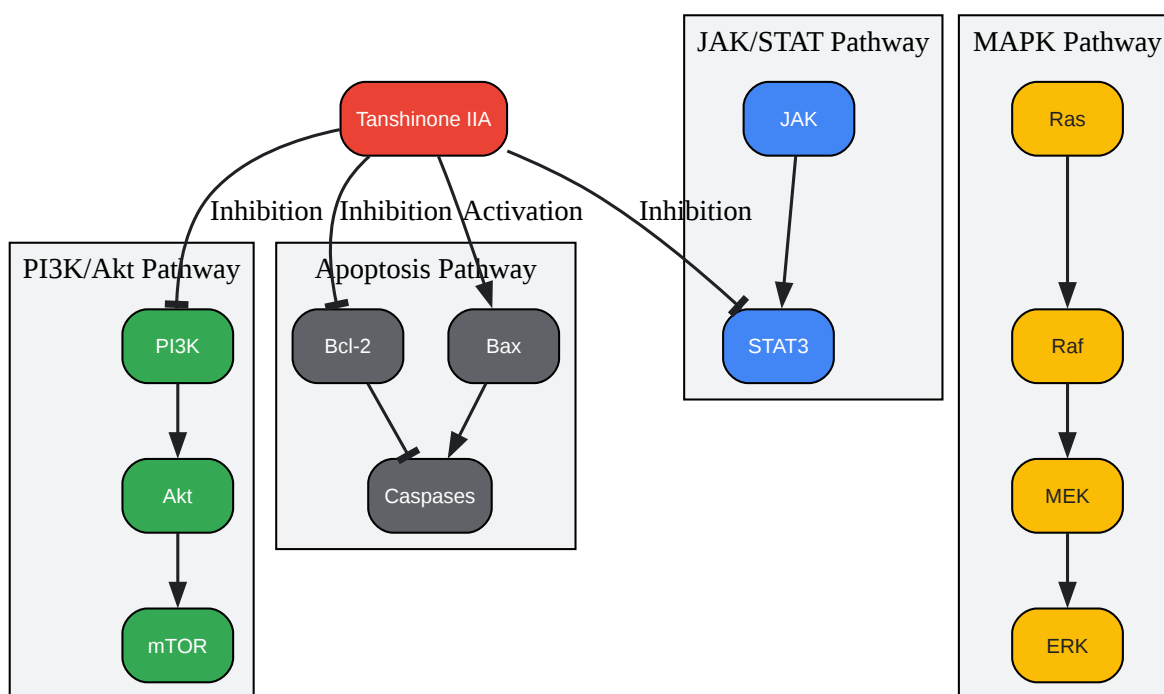 JAK/STAT Pathway
MAPK Pathway
Tanshinone IIA
JAK
Ras
Inhibition
Inhibition
Activation
Inhibition
PI3K/Akt Pathway
Apoptosis Pathway
PI3K
Bcl-2
Bax
STAT3
Raf
Akt
Caspases
MEK
mTOR
ERK